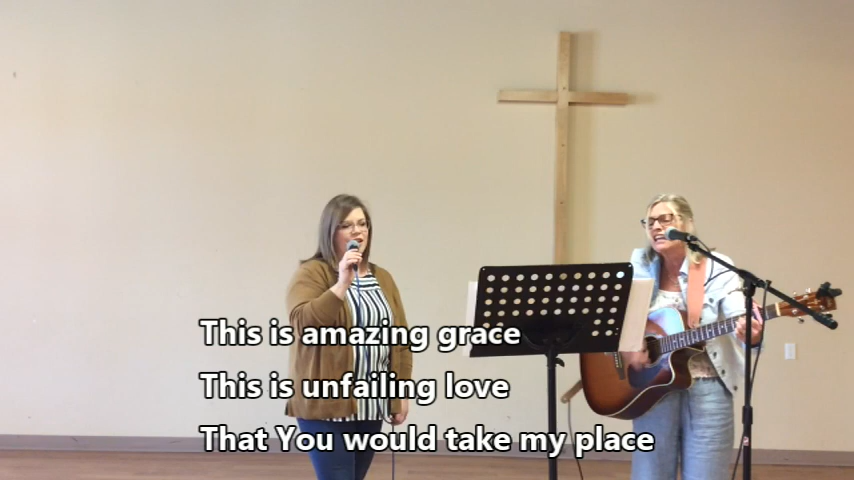 This is amazing grace
This is unfailing love
That You would take my place